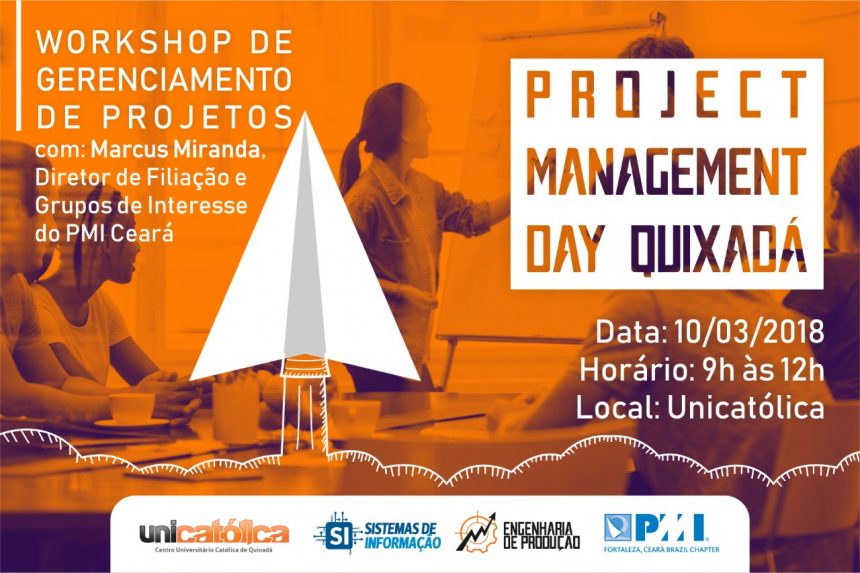 WORKSHOP DE
GERENCIAMENTO
DE PROJETOS
com: Marcus Miranda,
Diretor de Filiação e
Grupos de Interesse
do PMI Ceará
PROJECT
MANAGEMENT
DAY QUIXADÁ
Data: 10/03/2018
Horário: 9h às 12h
Local: Unicatólica
unicatólica
Centro Universitário Católica de Quixadá
SI
SISTEMAS DE
INFORMAÇÃO
ENGENHARIA
DE PRODUÇÃO
PMI®
FORTALEZA, CEARÁ BRAZIL CHAPTER